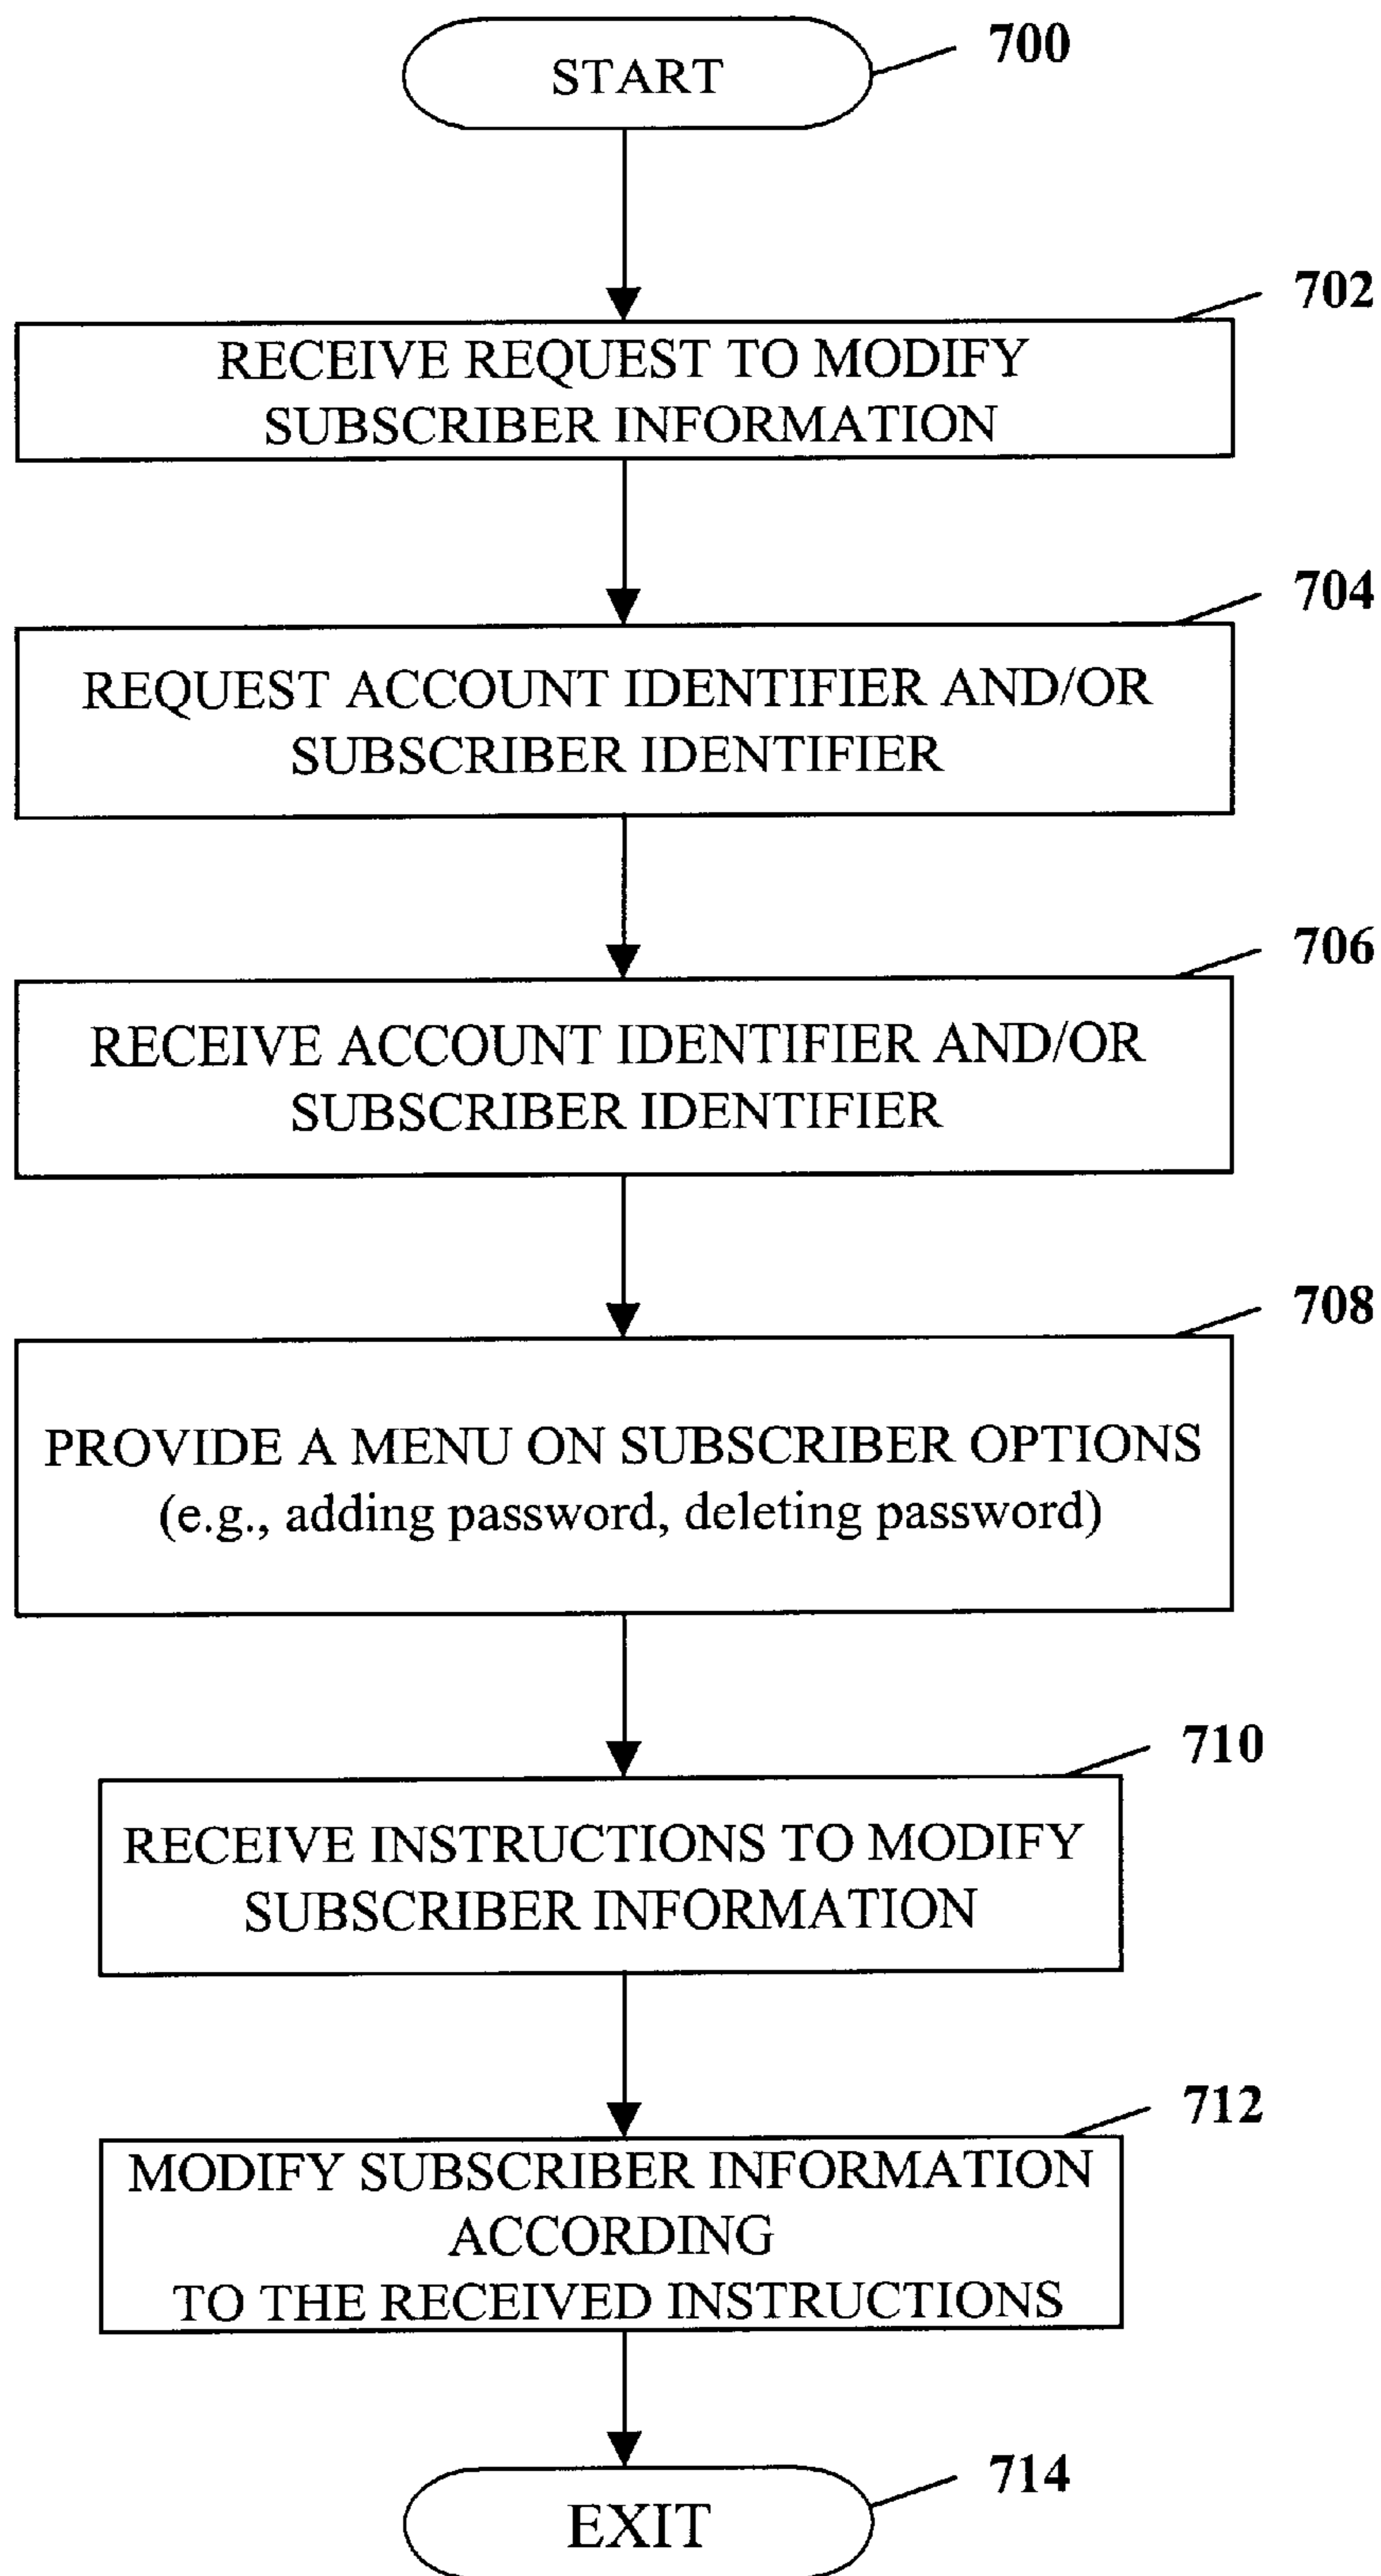 START
700
702
RECEIVE REQUEST TO MODIFY
SUBSCRIBER INFORMATION
704
REQUEST ACCOUNT IDENTIFIER AND/OR
SUBSCRIBER IDENTIFIER
706
RECEIVE ACCOUNT IDENTIFIER AND/OR
SUBSCRIBER IDENTIFIER
708
PROVIDE A MENU ON SUBSCRIBER OPTIONS
(e.g., adding password, deleting password)
710
RECEIVE INSTRUCTIONS TO MODIFY
SUBSCRIBER INFORMATION
712
MODIFY SUBSCRIBER INFORMATION
ACCORDING
TO THE RECEIVED INSTRUCTIONS
714
EXIT